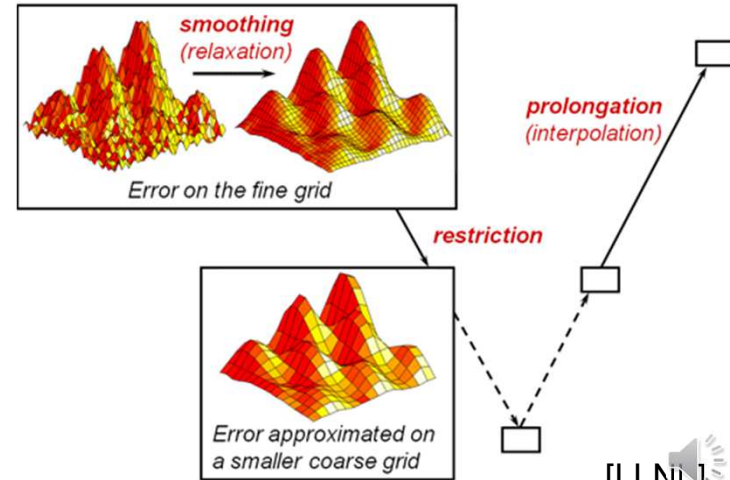 smoothing
(relaxation)
Error on the fine grid
prolongation
(interpolation)
restriction
Error approximated on
a smaller coarse grid